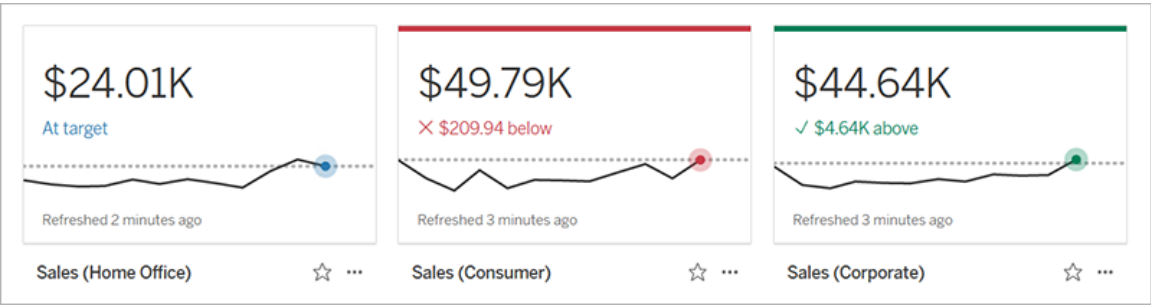 $24.01K
At target
Refreshed 2 minutes ago
Sales (Home Office)
$49.79K
$209.94 below
Refreshed 3 minutes ago
Sales (Consumer)
$44.64K
$4.64K above
Refreshed 3 minutes ago
Sales (Corporate)